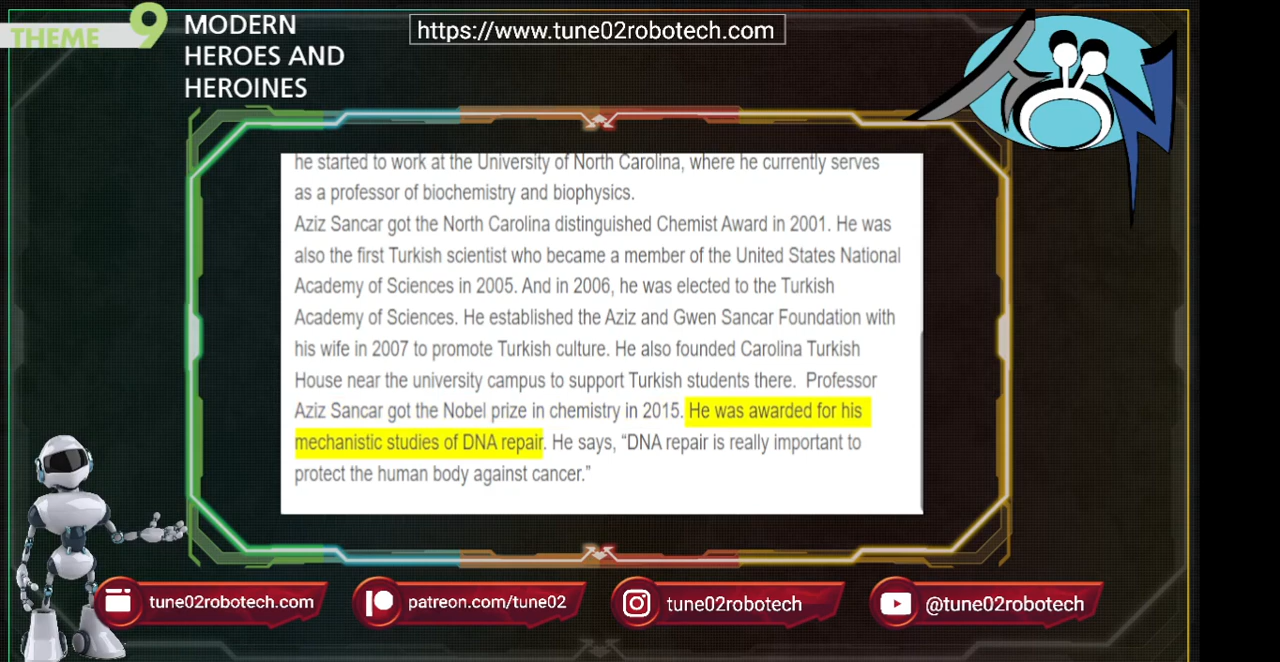 THEME 9
MODERN
HEROES AND
HEROINES
https://www.tune02robotech.com
he started to work at the University of North Carolina, where he currently serves
as a professor of biochemistry and biophysics.
Aziz Sancar got the North Carolina distinguished Chemist Award in 2001. He was
also the first Turkish scientist who became a member of the United States National
Academy of Sciences in 2005. And in 2006, he was elected to the Turkish
Academy of Sciences. He established the Aziz and Gwen Sancar Foundation with
his wife in 2007 to promote Turkish culture. He also founded Carolina Turkish
House near the university campus to support Turkish students there. Professor
Aziz Sancar got the Nobel prize in chemistry in 2015. He was awarded for his
mechanistic studies of DNA repair. He says, “DNA repair is really important to
protect the human body against cancer.”
tune02robotech.com
patreon.com/tune02
tune02robotech
@tune02robotech